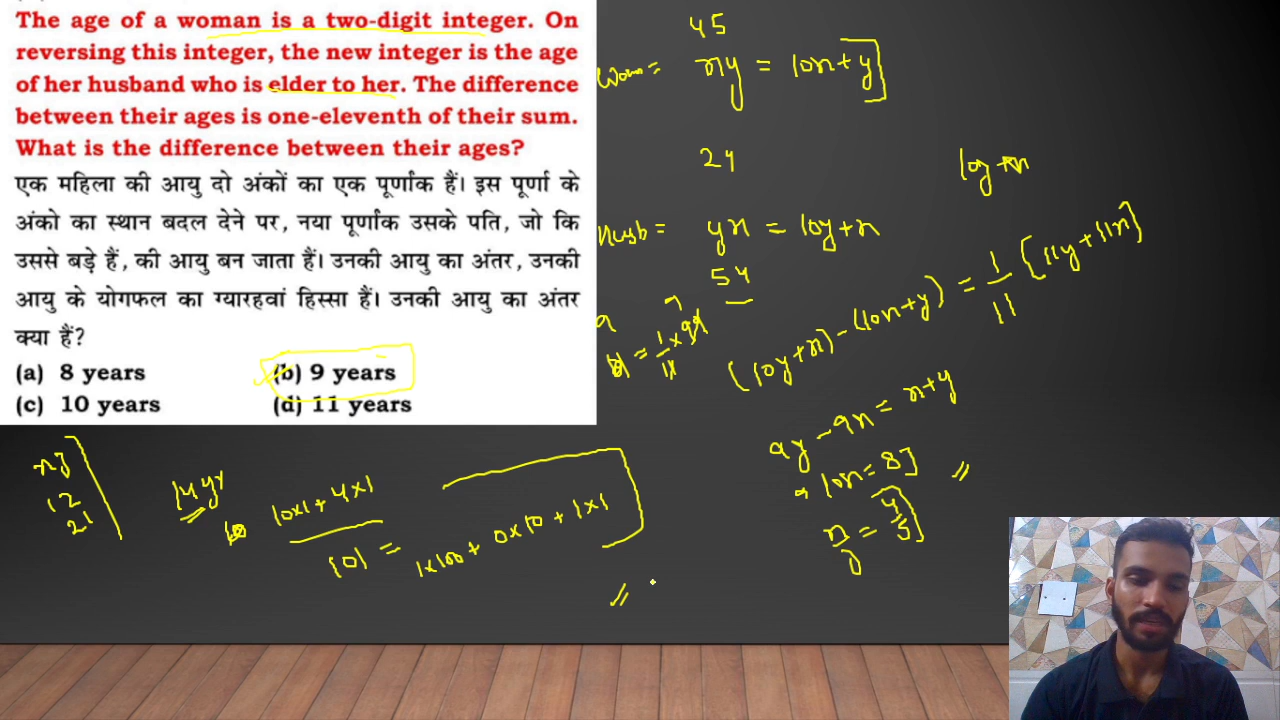 The age of a woman is a two-digit integer. On
reversing this integer, the new integer is the age
of her husband who is elder to her. The difference
between their ages is one-eleventh of their sum.
What is the difference between their ages?
एक महिला की आयु दो अंकों का एक पूर्णांक हैं। इस पूर्णा के
अंको का स्थान बदल देने पर, नया पूर्णांक उसके पति, जो कि
उससे बड़े हैं, की आयु बन जाता हैं। उनकी आयु का अंतर, उनकी
आयु के योगफल का ग्यारहवां हिस्सा हैं। उनकी आयु का अंतर
क्या हैं?
(a) 8 years (b) 9 years
(c) 10 years (d) 11 years
45
= xy = 10x+y
24
Husb = yx = 10y+x
54
(10y+x)-(10x+y) = 1/11 (11y+11x)
9y-9x = x+y
10x = 8y
x/y = 4/5
12
21
14yr
10x1+4x1
101 = 1x100+ 0x10+1x1